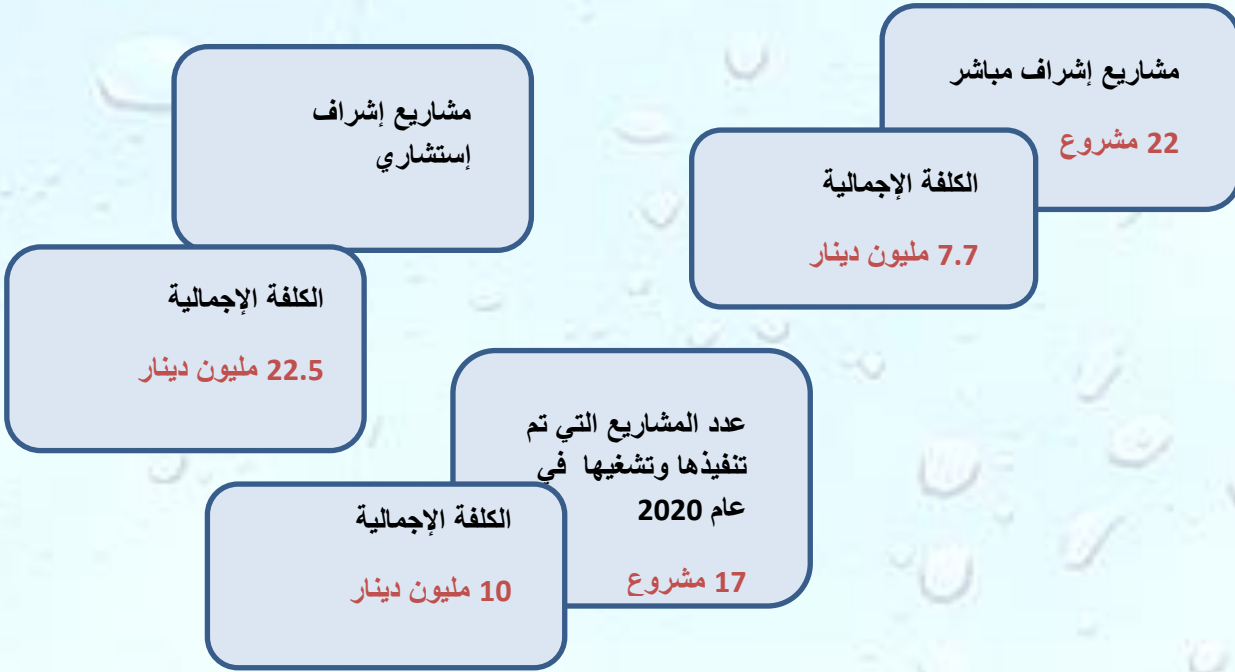 مشاريع إشراف مباشر
22 مشروع
الكلفة الإجمالية
7.7 مليون دينار
مشاريع إشراف
إستشاري
الكلفة الإجمالية
22.5 مليون دينار
عدد المشاريع التي تم
تنفيذها وتشغيها في
عام 2020
17 مشروع
الكلفة الإجمالية
10 مليون دينار